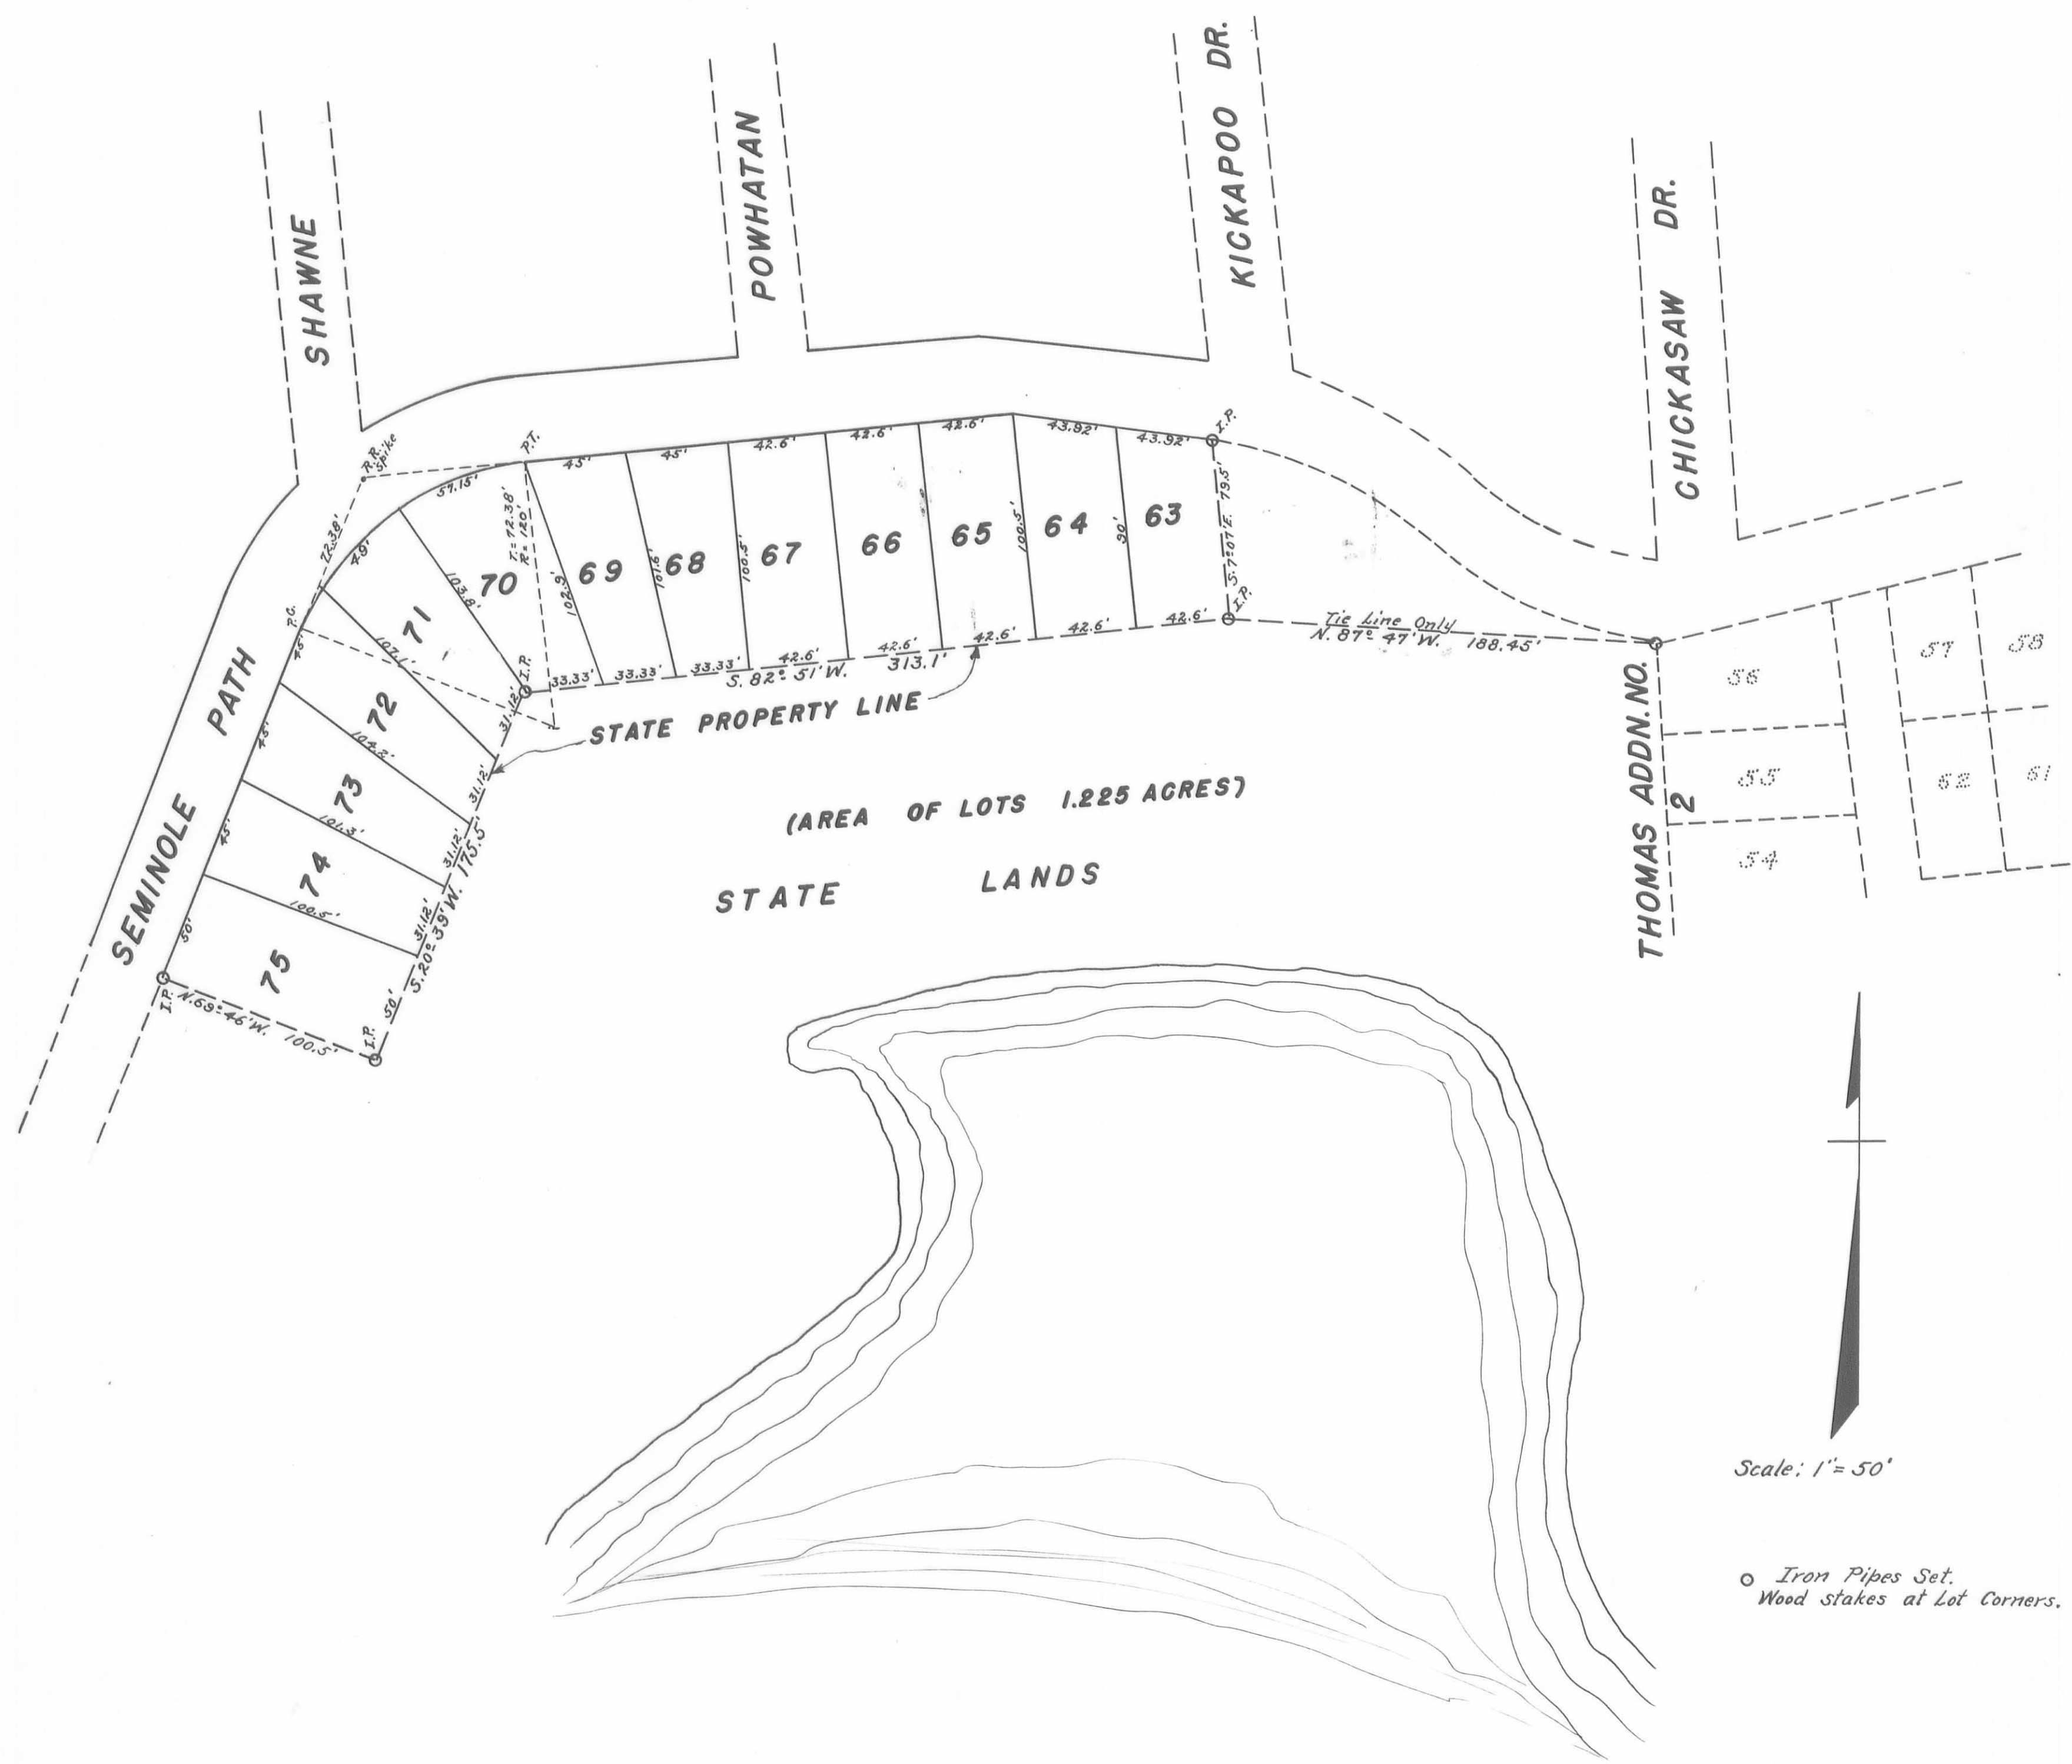 SHAWNE
POWHATAN
KICKAPOO DR.
CHICKASAW DR.
R.R. Spike
P.T.
I.P.
45'
45'
42.6'
42.6'
42.6'
43.92'
43.92'
57.15'
72.38'
49'
T.= 72.38'
R.= 120'
103.8'
102.9'
101.6'
100.5'
100.5'
90'
S. 7° 07' E. 79.5'
70
69
68
67
66
65
64
63
71
72
73
74
75
P.C.
107.1'
45'
45'
45'
50'
104.2'
101.3'
100.5'
I.P.
I.P.
33.33'
33.33'
33.33'
42.6'
42.6'
42.6'
42.6'
42.6'
S. 82° 51' W. 313.1'
Tie Line Only
N. 87° 47' W. 188.45'
STATE PROPERTY LINE
31.12'
31.12'
31.12'
31.12'
50'
S. 20° 39' W. 175.5'
I.P.
N. 69° 46' W. 100.5'
I.P.
SEMINOLE PATH
(AREA OF LOTS 1.225 ACRES)
STATE LANDS
THOMAS ADDN. NO.
2
56
55
54
57
58
62
61
Scale: 1"= 50'
Iron Pipes Set.
Wood stakes at Lot Corners.